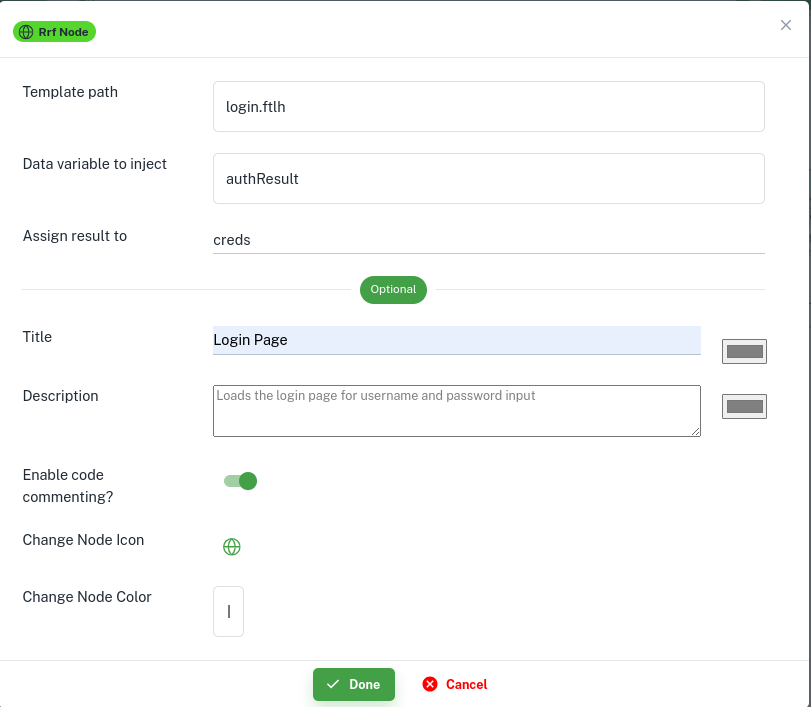 Rrf Node
Template path
login.ftlh
Data variable to inject
authResult
Assign result to
creds
Optional
Title
Login Page
Description
Loads the login page for username and password input
Enable code
commenting?
Change Node Icon
Change Node Color
Done
Cancel